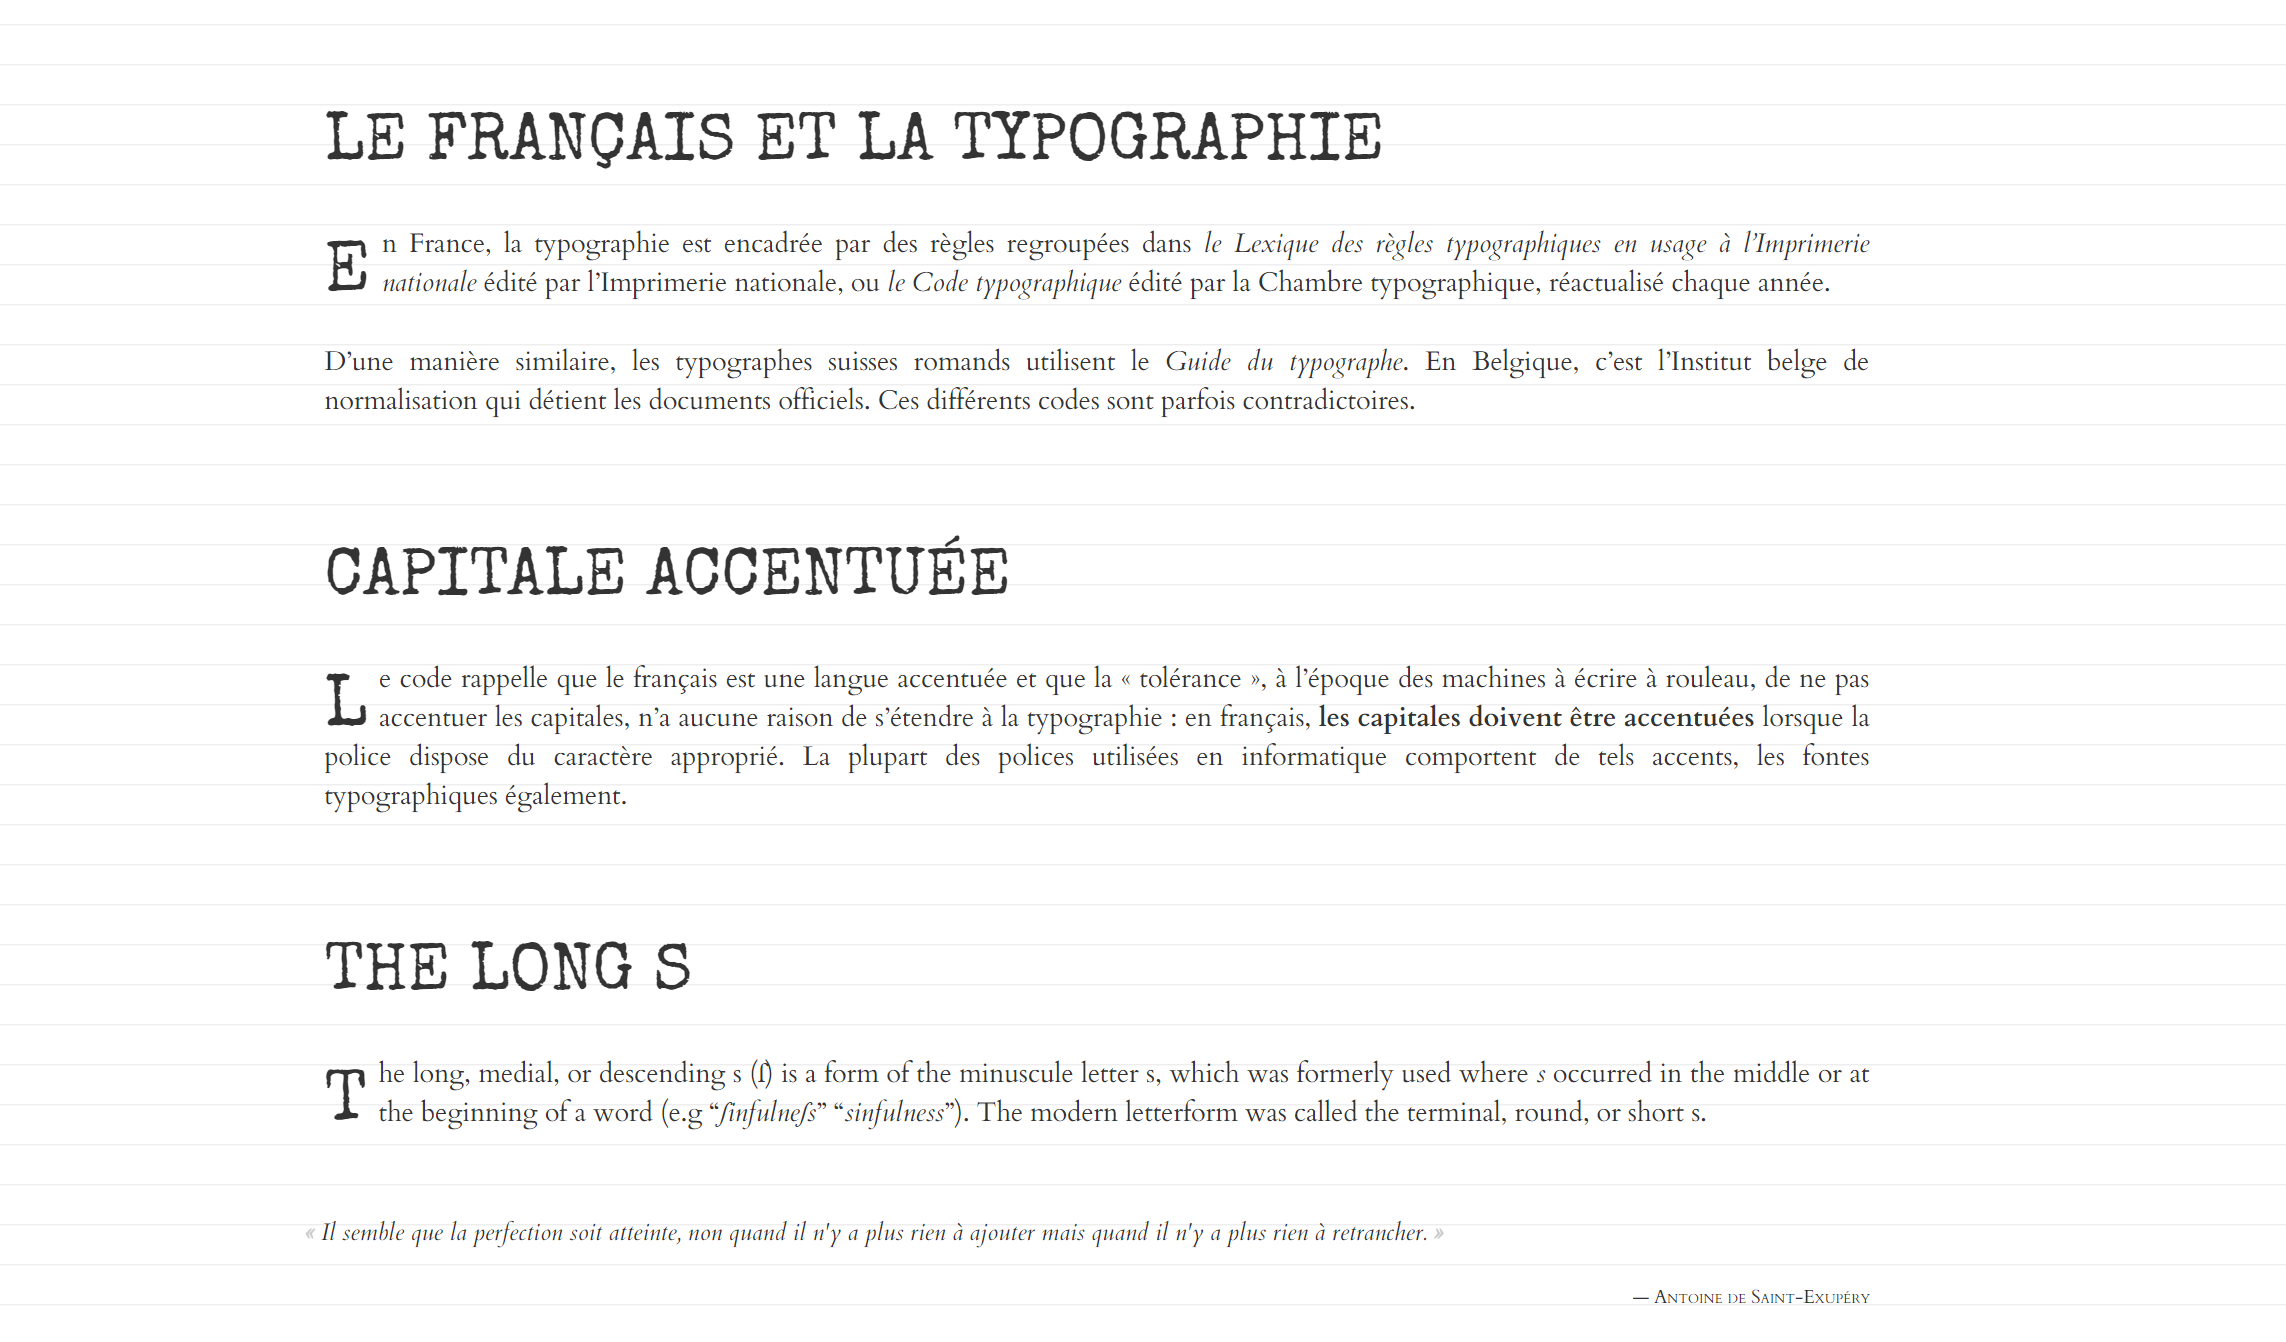 LE FRANÇAIS ET LA TYPOGRAPHIE
En France, la typographie est encadrée par des règles regroupées dans le Lexique des règles typographiques en usage à l’Imprimerie
nationale édité par l’Imprimerie nationale, ou le Code typographique édité par la Chambre typographique, réactualisé chaque année.
D’une manière similaire, les typographes suisses romands utilisent le Guide du typographe. En Belgique, c’est l’Institut belge de
normalisation qui détient les documents officiels. Ces différents codes sont parfois contradictoires.
CAPITALE ACCENTUÉE
Le code rappelle que le français est une langue accentuée et que la « tolérance », à l’époque des machines à écrire à rouleau, de ne pas
accentuer les capitales, n’a aucune raison de s’étendre à la typographie : en français, les capitales doivent être accentuées lorsque la
police dispose du caractère approprié. La plupart des polices utilisées en informatique comportent de tels accents, les fontes
typographiques également.
THE LONG S
The long, medial, or descending s (ſ) is a form of the minuscule letter s, which was formerly used where s occurred in the middle or at
the beginning of a word (e.g “ſinfulneſs” “sinfulness”). The modern letterform was called the terminal, round, or short s.
« Il semble que la perfection soit atteinte, non quand il n'y a plus rien à ajouter mais quand il n'y a plus rien à retrancher. »
— Antoine de Saint-Exupéry